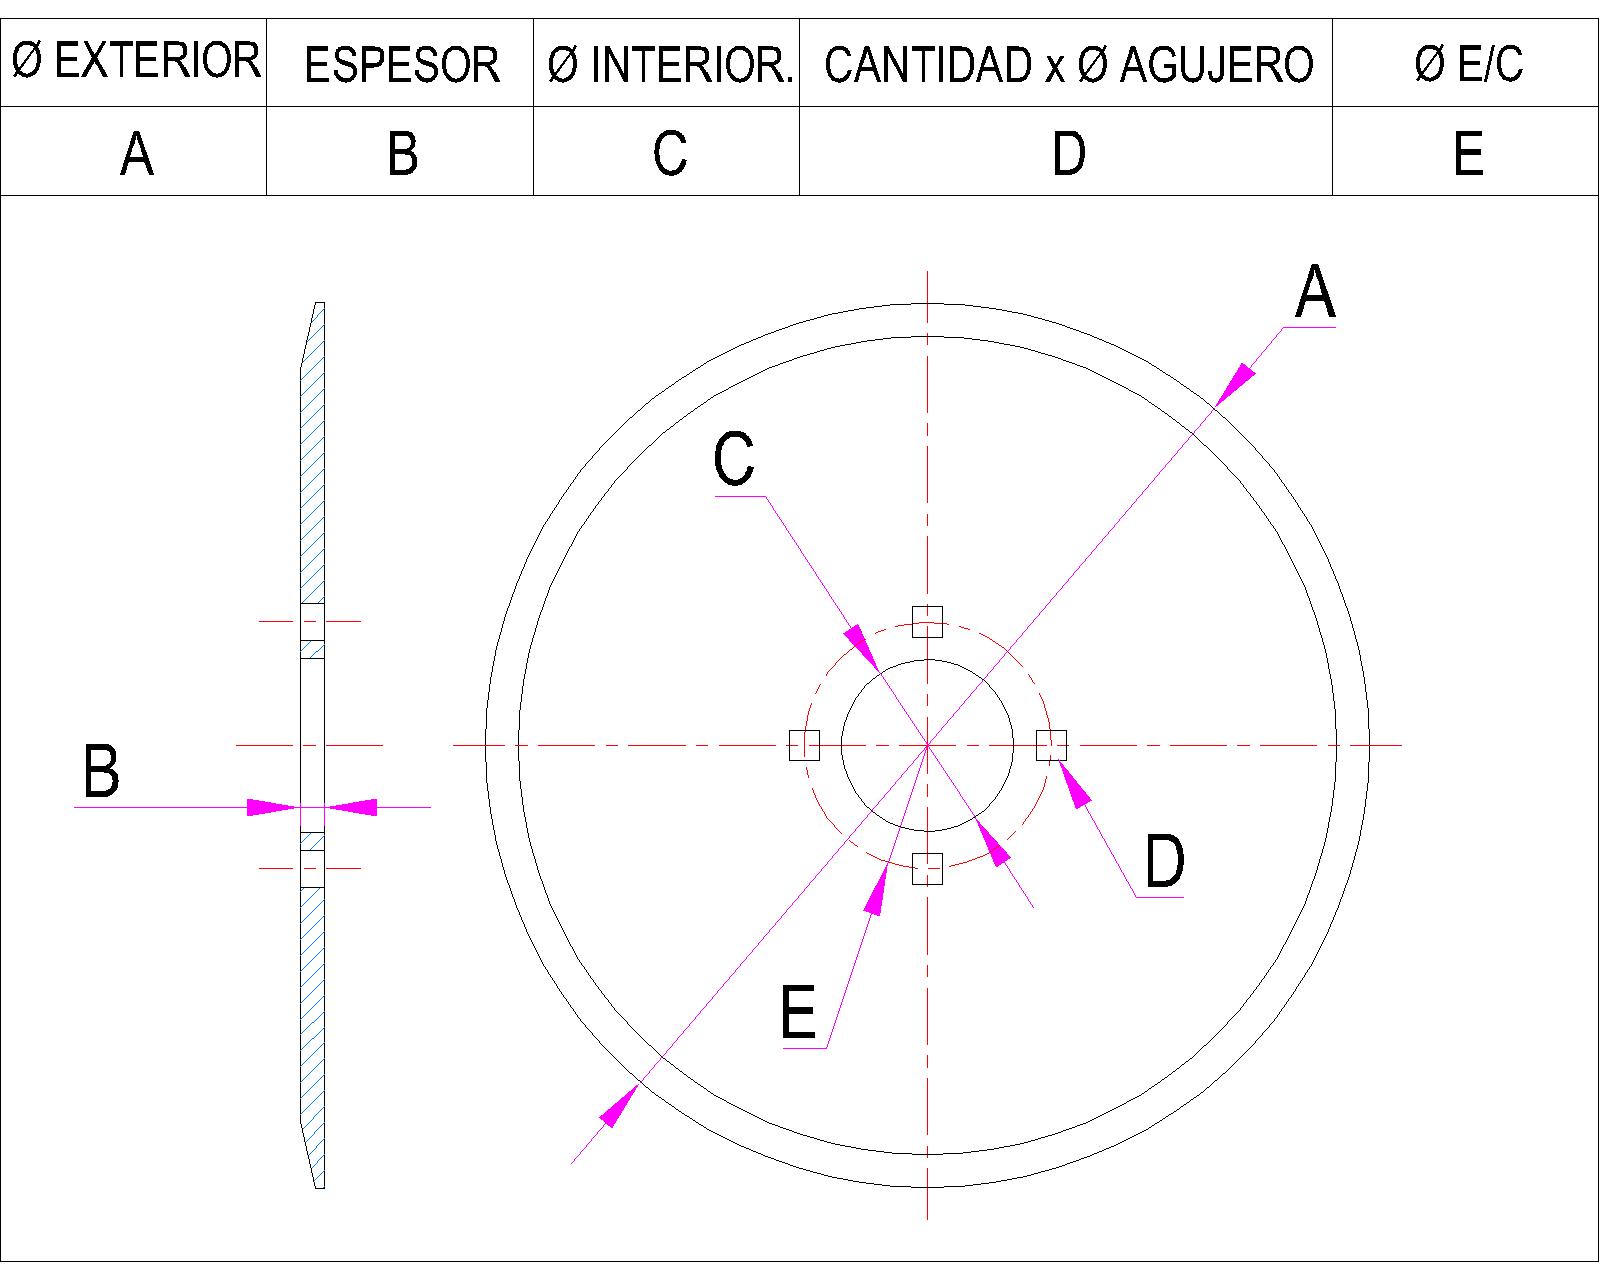 Ø EXTERIOR ESPESOR Ø INTERIOR. CANTIDAD x Ø AGUJERO Ø E/C
A B C D E
A
C
B
D
E